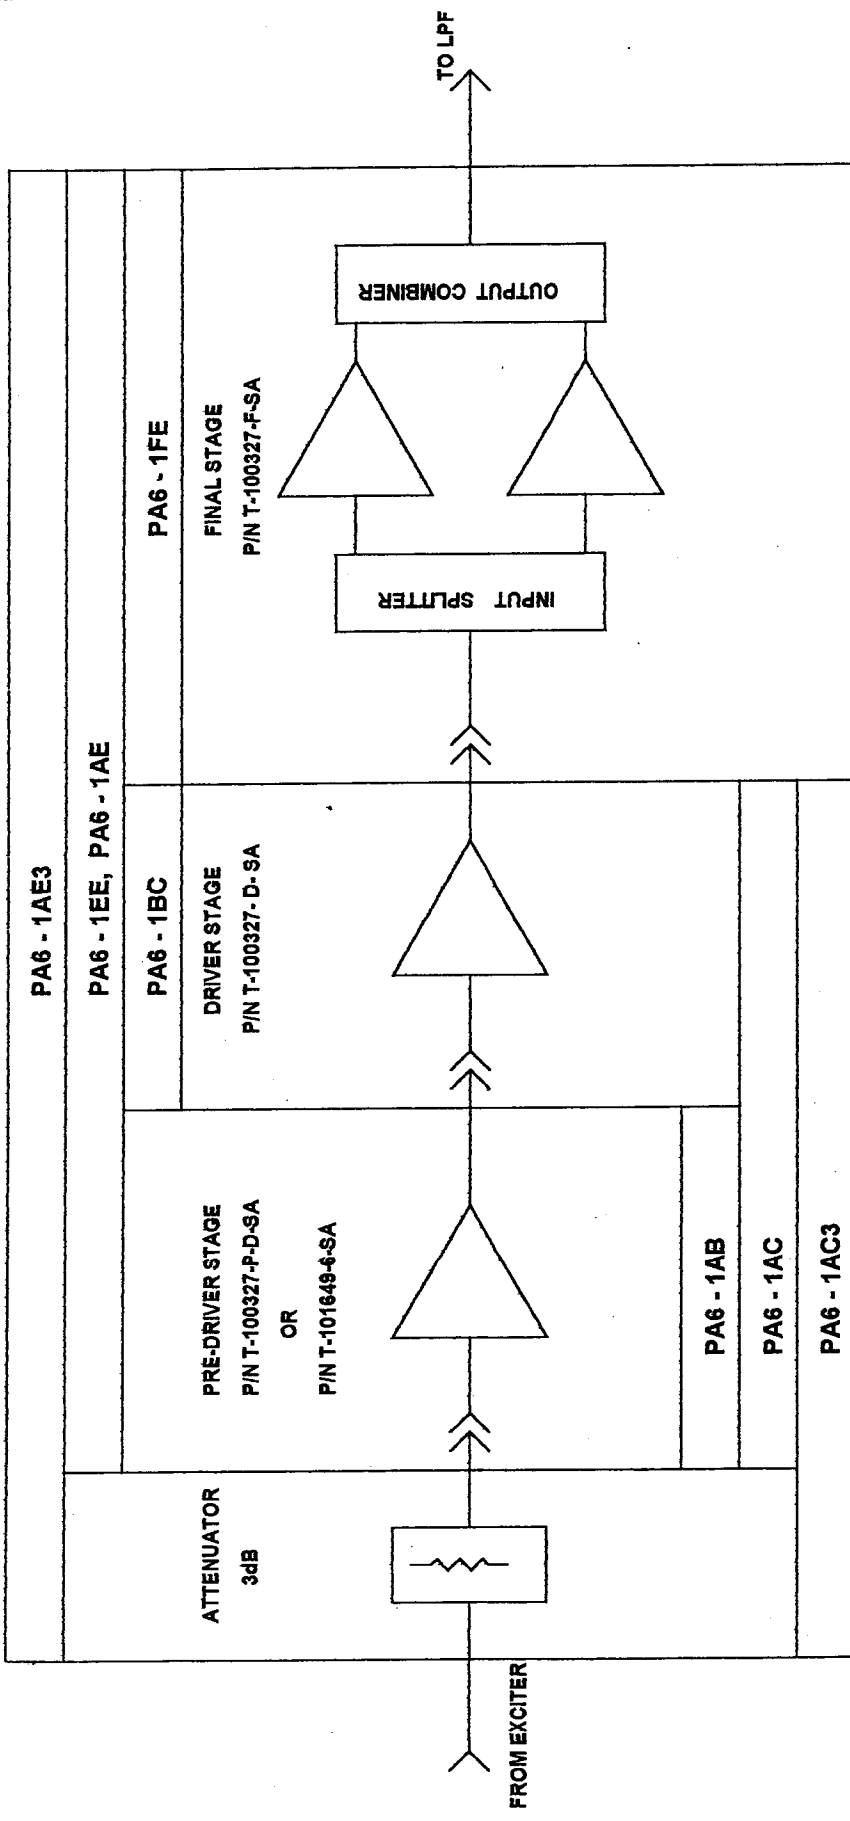 PA6 - 1AE3
PA6 - 1EE, PA6 - 1AE
PA6 - 1BC
PA6 - 1FE
ATTENUATOR
3dB
PRE-DRIVER STAGE
P/N T-100327-P-D-SA
OR
P/N T-101649-6-SA
DRIVER STAGE
P/N T-100327- D- SA
FINAL STAGE
P/N T-100327-F-SA
INPUT SPLITTER
OUTPUT COMBINER
FROM EXCITER
TO LPF
PA6 - 1AB
PA6 - 1AC
PA6 - 1AC3